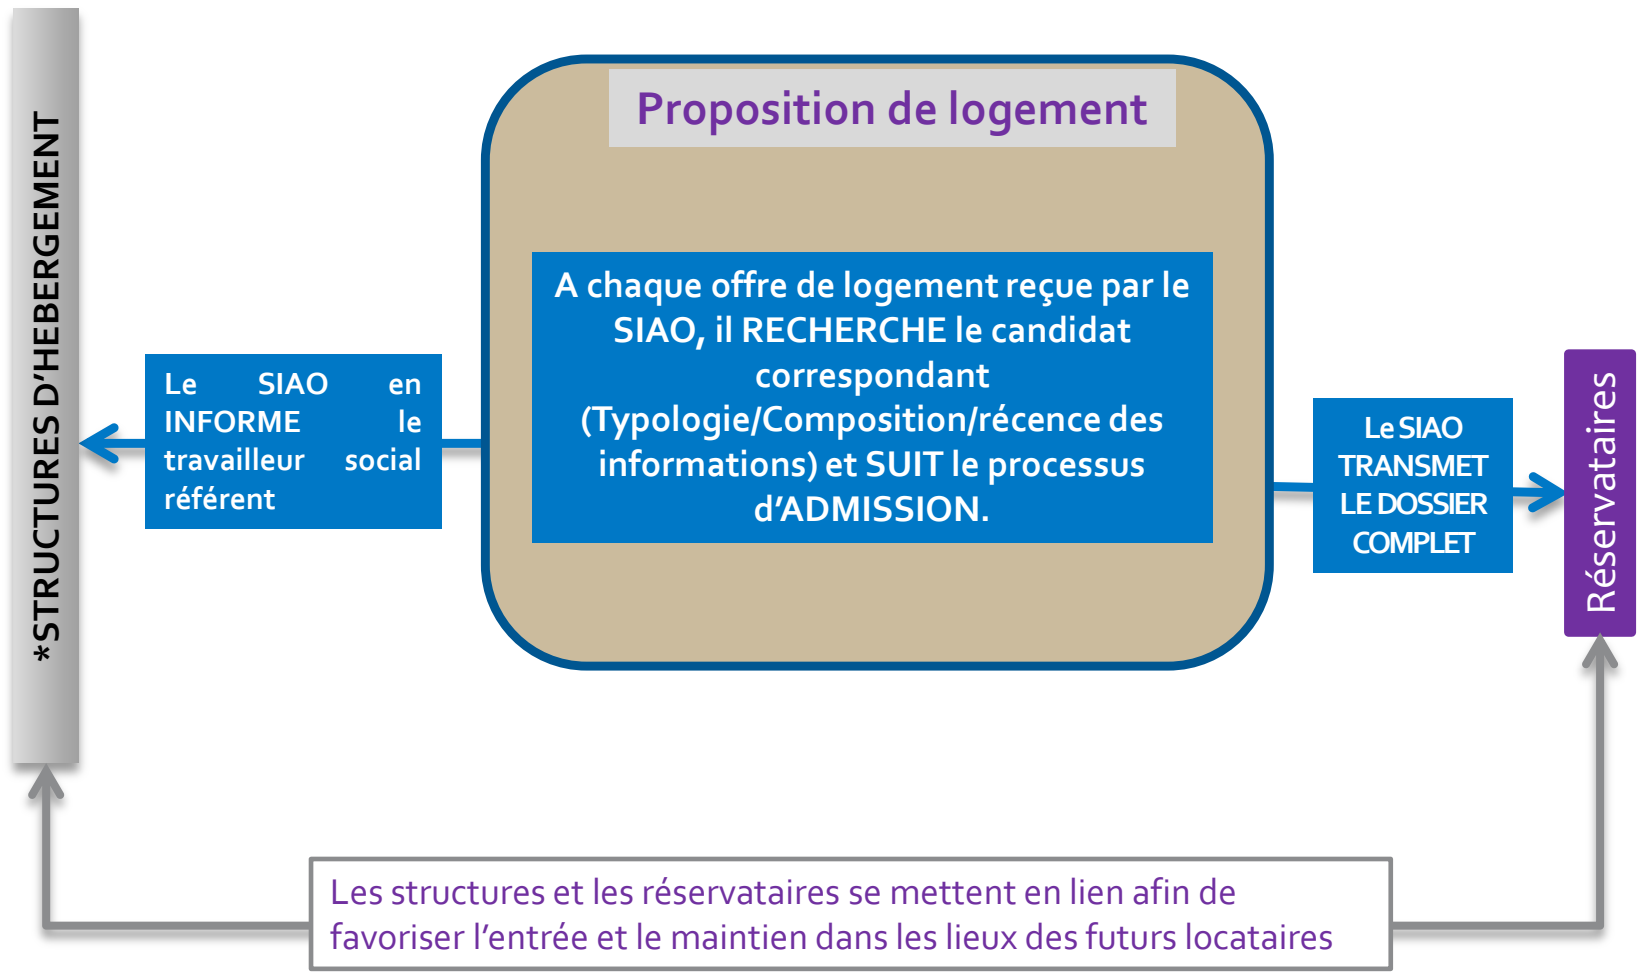 *STRUCTURES D'HEBERGEMENT
Proposition de logement
A chaque offre de logement reçue par le
SIAO, il RECHERCHE le candidat
correspondant
(Typologie/Composition/récence des
informations) et SUIT le processus
d'ADMISSION.
Le SIAO en
INFORME le
travailleur social
référent
Le SIAO
TRANSMET
LE DOSSIER
COMPLET
Réservataires
Les structures et les réservataires se mettent en lien afin de
favoriser l'entrée et le maintien dans les lieux des futurs locataires